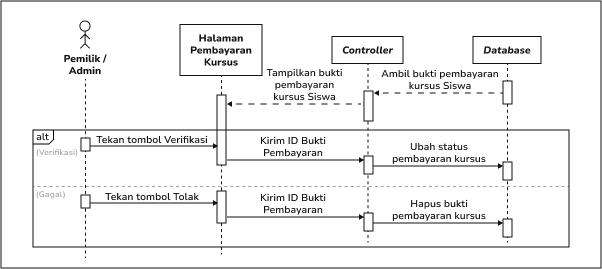 Pemilik /
Admin
Halaman
Pembayaran
Kursus
Controller
Database
Tampilkan bukti
pembayaran
kursus Siswa
Ambil bukti pembayaran
kursus Siswa
alt
(Verifikasi)
Tekan tombol Verifikasi
Kirim ID Bukti
Pembayaran
Ubah status
pembayaran kursus
(Gagal)
Tekan tombol Tolak
Kirim ID Bukti
Pembayaran
Hapus bukti
pembayaran kursus